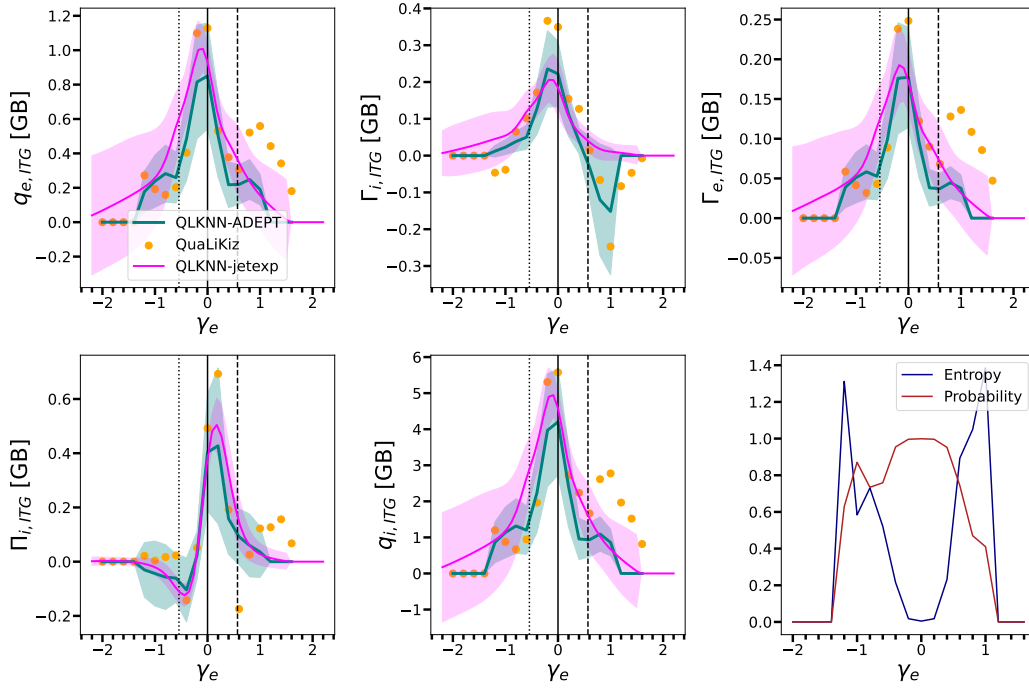 q_{e,ITG} [GB]
1.2
1.0
0.8
0.6
0.4
0.2
0.0
−0.2
−2 −1 0 1 2
γ_e
QLKNN-ADEPT
QuaLiKiz
QLKNN-jetexp
Γ_{i,ITG} [GB]
0.4
0.3
0.2
0.1
0.0
−0.1
−0.2
−0.3
−2 −1 0 1 2
γ_e
Γ_{e,ITG} [GB]
0.25
0.20
0.15
0.10
0.05
0.00
−0.05
−2 −1 0 1 2
γ_e
Π_{i,ITG} [GB]
0.6
0.4
0.2
0.0
−0.2
−2 −1 0 1 2
γ_e
q_{i,ITG} [GB]
6
5
4
3
2
1
0
−1
−2 −1 0 1 2
γ_e
1.4
1.2
1.0
0.8
0.6
0.4
0.2
0.0
−2 −1 0 1
γ_e
Entropy
Probability